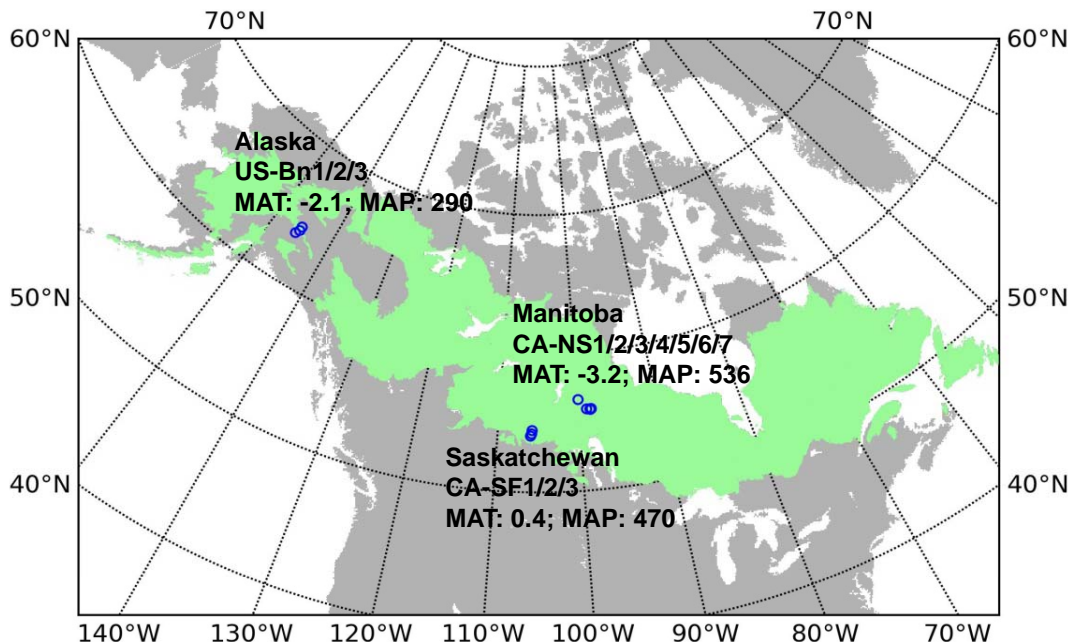 70°N 70°N
60°N 60°N
Alaska
US-Bn1/2/3
MAT: -2.1; MAP: 290
50°N 50°N
Manitoba
CA-NS1/2/3/4/5/6/7
MAT: -3.2; MAP: 536
Saskatchewan
CA-SF1/2/3
MAT: 0.4; MAP: 470
40°N 40°N
140°W 130°W 120°W 110°W 100°W 90°W 80°W 70°W